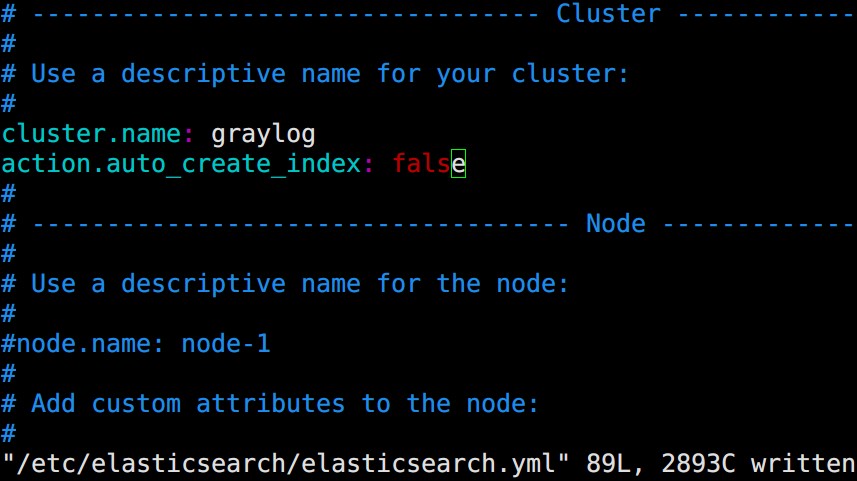 # ---------------------------------- Cluster ------------
#
# Use a descriptive name for your cluster:
#
cluster.name: graylog
action.auto_create_index: false
#
# ------------------------------------ Node -------------
#
# Use a descriptive name for the node:
#
#node.name: node-1
#
# Add custom attributes to the node:
#
"/etc/elasticsearch/elasticsearch.yml" 89L, 2893C written